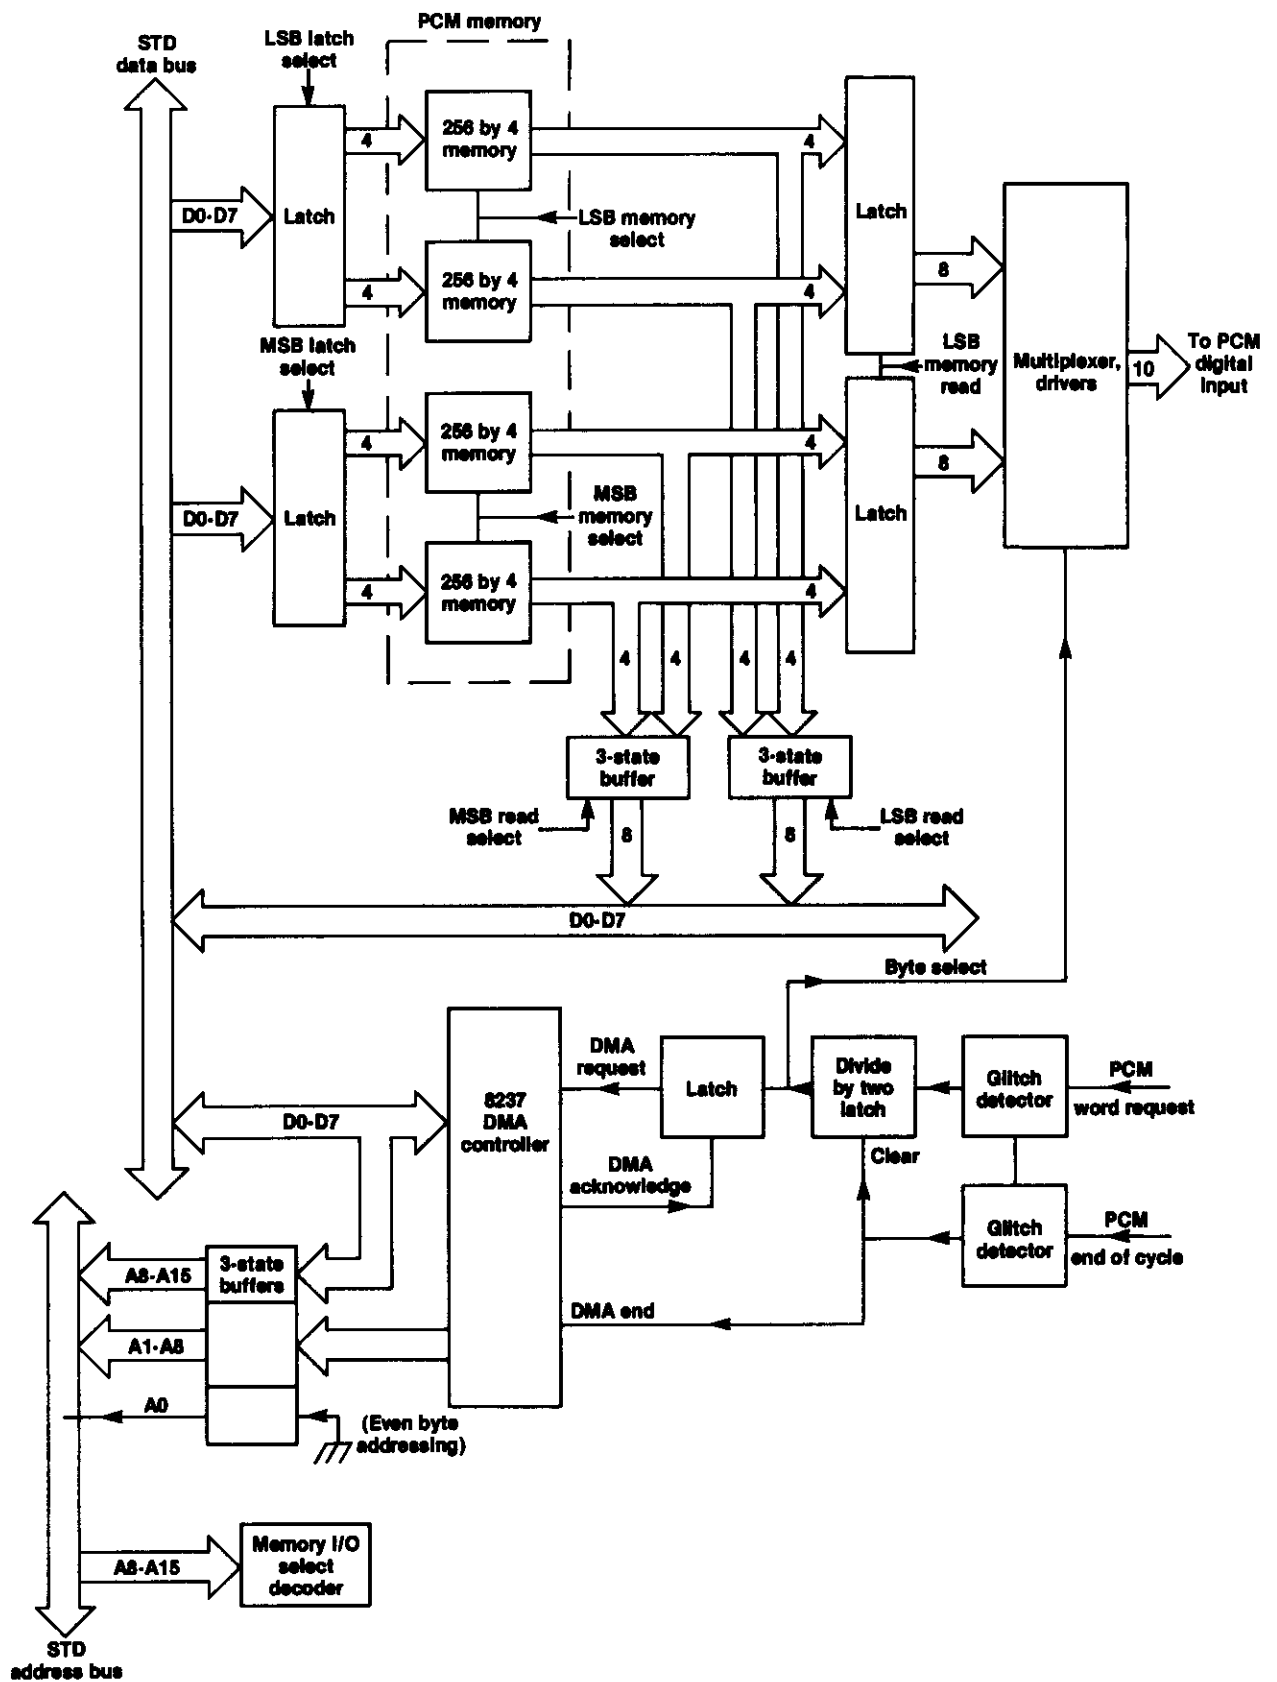 PCM memory
STD
data bus
LSB latch
select
256 by 4
memory
4
4
D0-D7
Latch
LSB memory
select
Latch
4
256 by 4
memory
4
8
MSB latch
select
LSB
memory
read
Multiplexer,
drivers
10
To PCM
digital
input
4
256 by 4
memory
4
8
D0-D7
Latch
MSB
memory
select
Latch
4
256 by 4
memory
4
4
4
4
4
3-state
buffer
3-state
buffer
MSB read
select
8
8
LSB read
select
D0-D7
Byte select
DMA
request
Latch
Divide
by two
latch
Glitch
detector
PCM
word request
8237
DMA
controller
D0-D7
DMA
acknowledge
Clear
Glitch
detector
PCM
end of cycle
A8-A15
3-state
buffers
DMA end
A1-A8
A0
(Even byte
addressing)
A8-A15
Memory I/O
select
decoder
STD
address bus